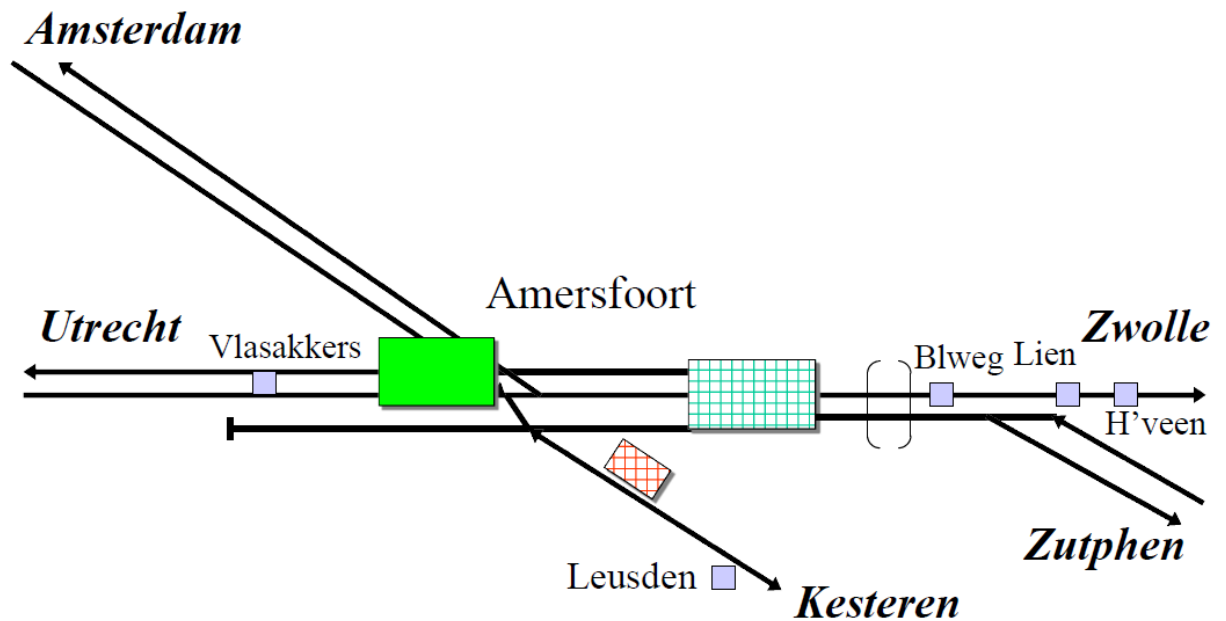 Amsterdam
Amersfoort
Utrecht
Vlasakkers
Zwolle
Blweg
Lien
H'veen
Zutphen
Leusden
Kesteren